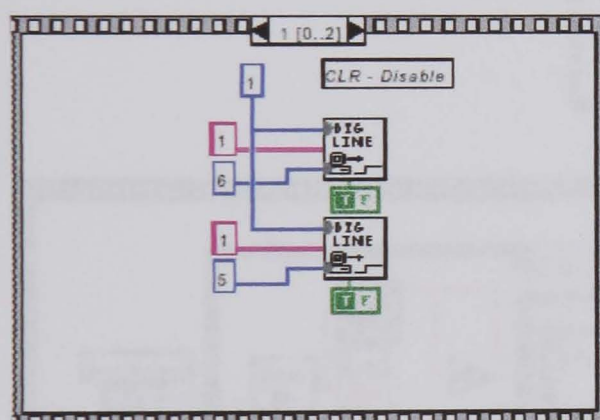 1 [0..2]
CLR - Disable
1
1
DIG
LINE
6
T F
1
DIG
LINE
5
T F